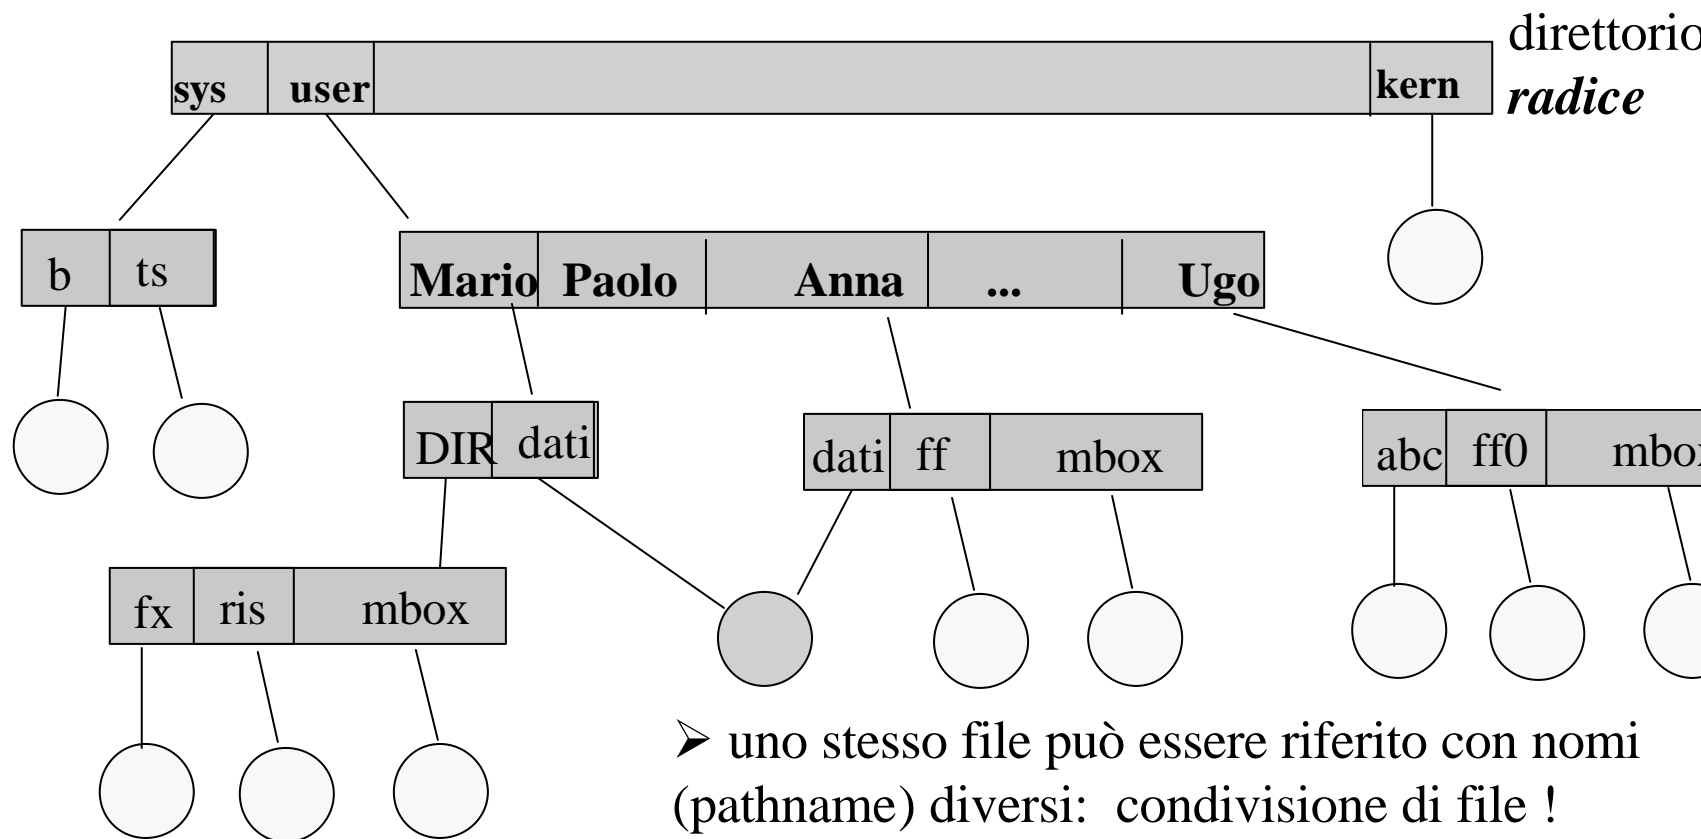 direttorio
sys user kern radice
b ts Mario Paolo Anna ... Ugo
DIR dati dati ff mbox abc ff0 mbox
fx ris mbox
➢ uno stesso file può essere riferito con nomi
(pathname) diversi: condivisione di file !